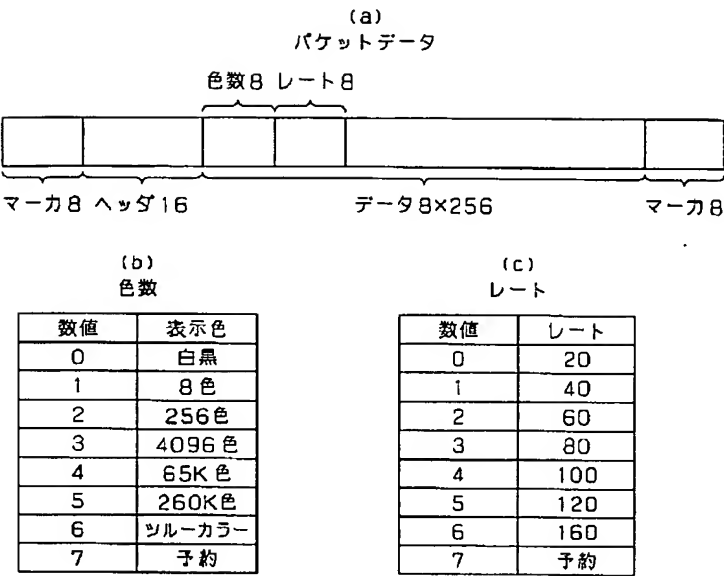 (a)
パケットデータ
色数8 レート8
マーカ8 ヘッダ16 データ8×256 マーカ8
(b)
色数
数値 表示色
0 白黒
1 8色
2 256色
3 4096色
4 65K色
5 260K色
6 ツルーカラー
7 予約
(c)
レート
数値 レート
0 20
1 40
2 60
3 80
4 100
5 120
6 160
7 予約